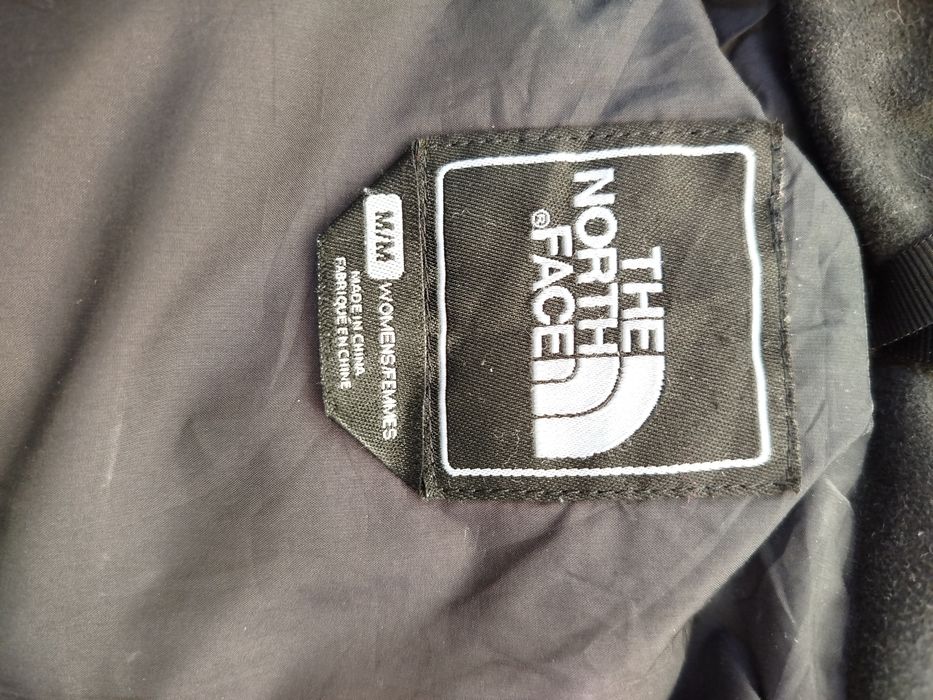 THE
NORTH
FACE®
M/M WOMENS/FEMMES
MADE IN CHINA
FABRIQUE EN CHINE